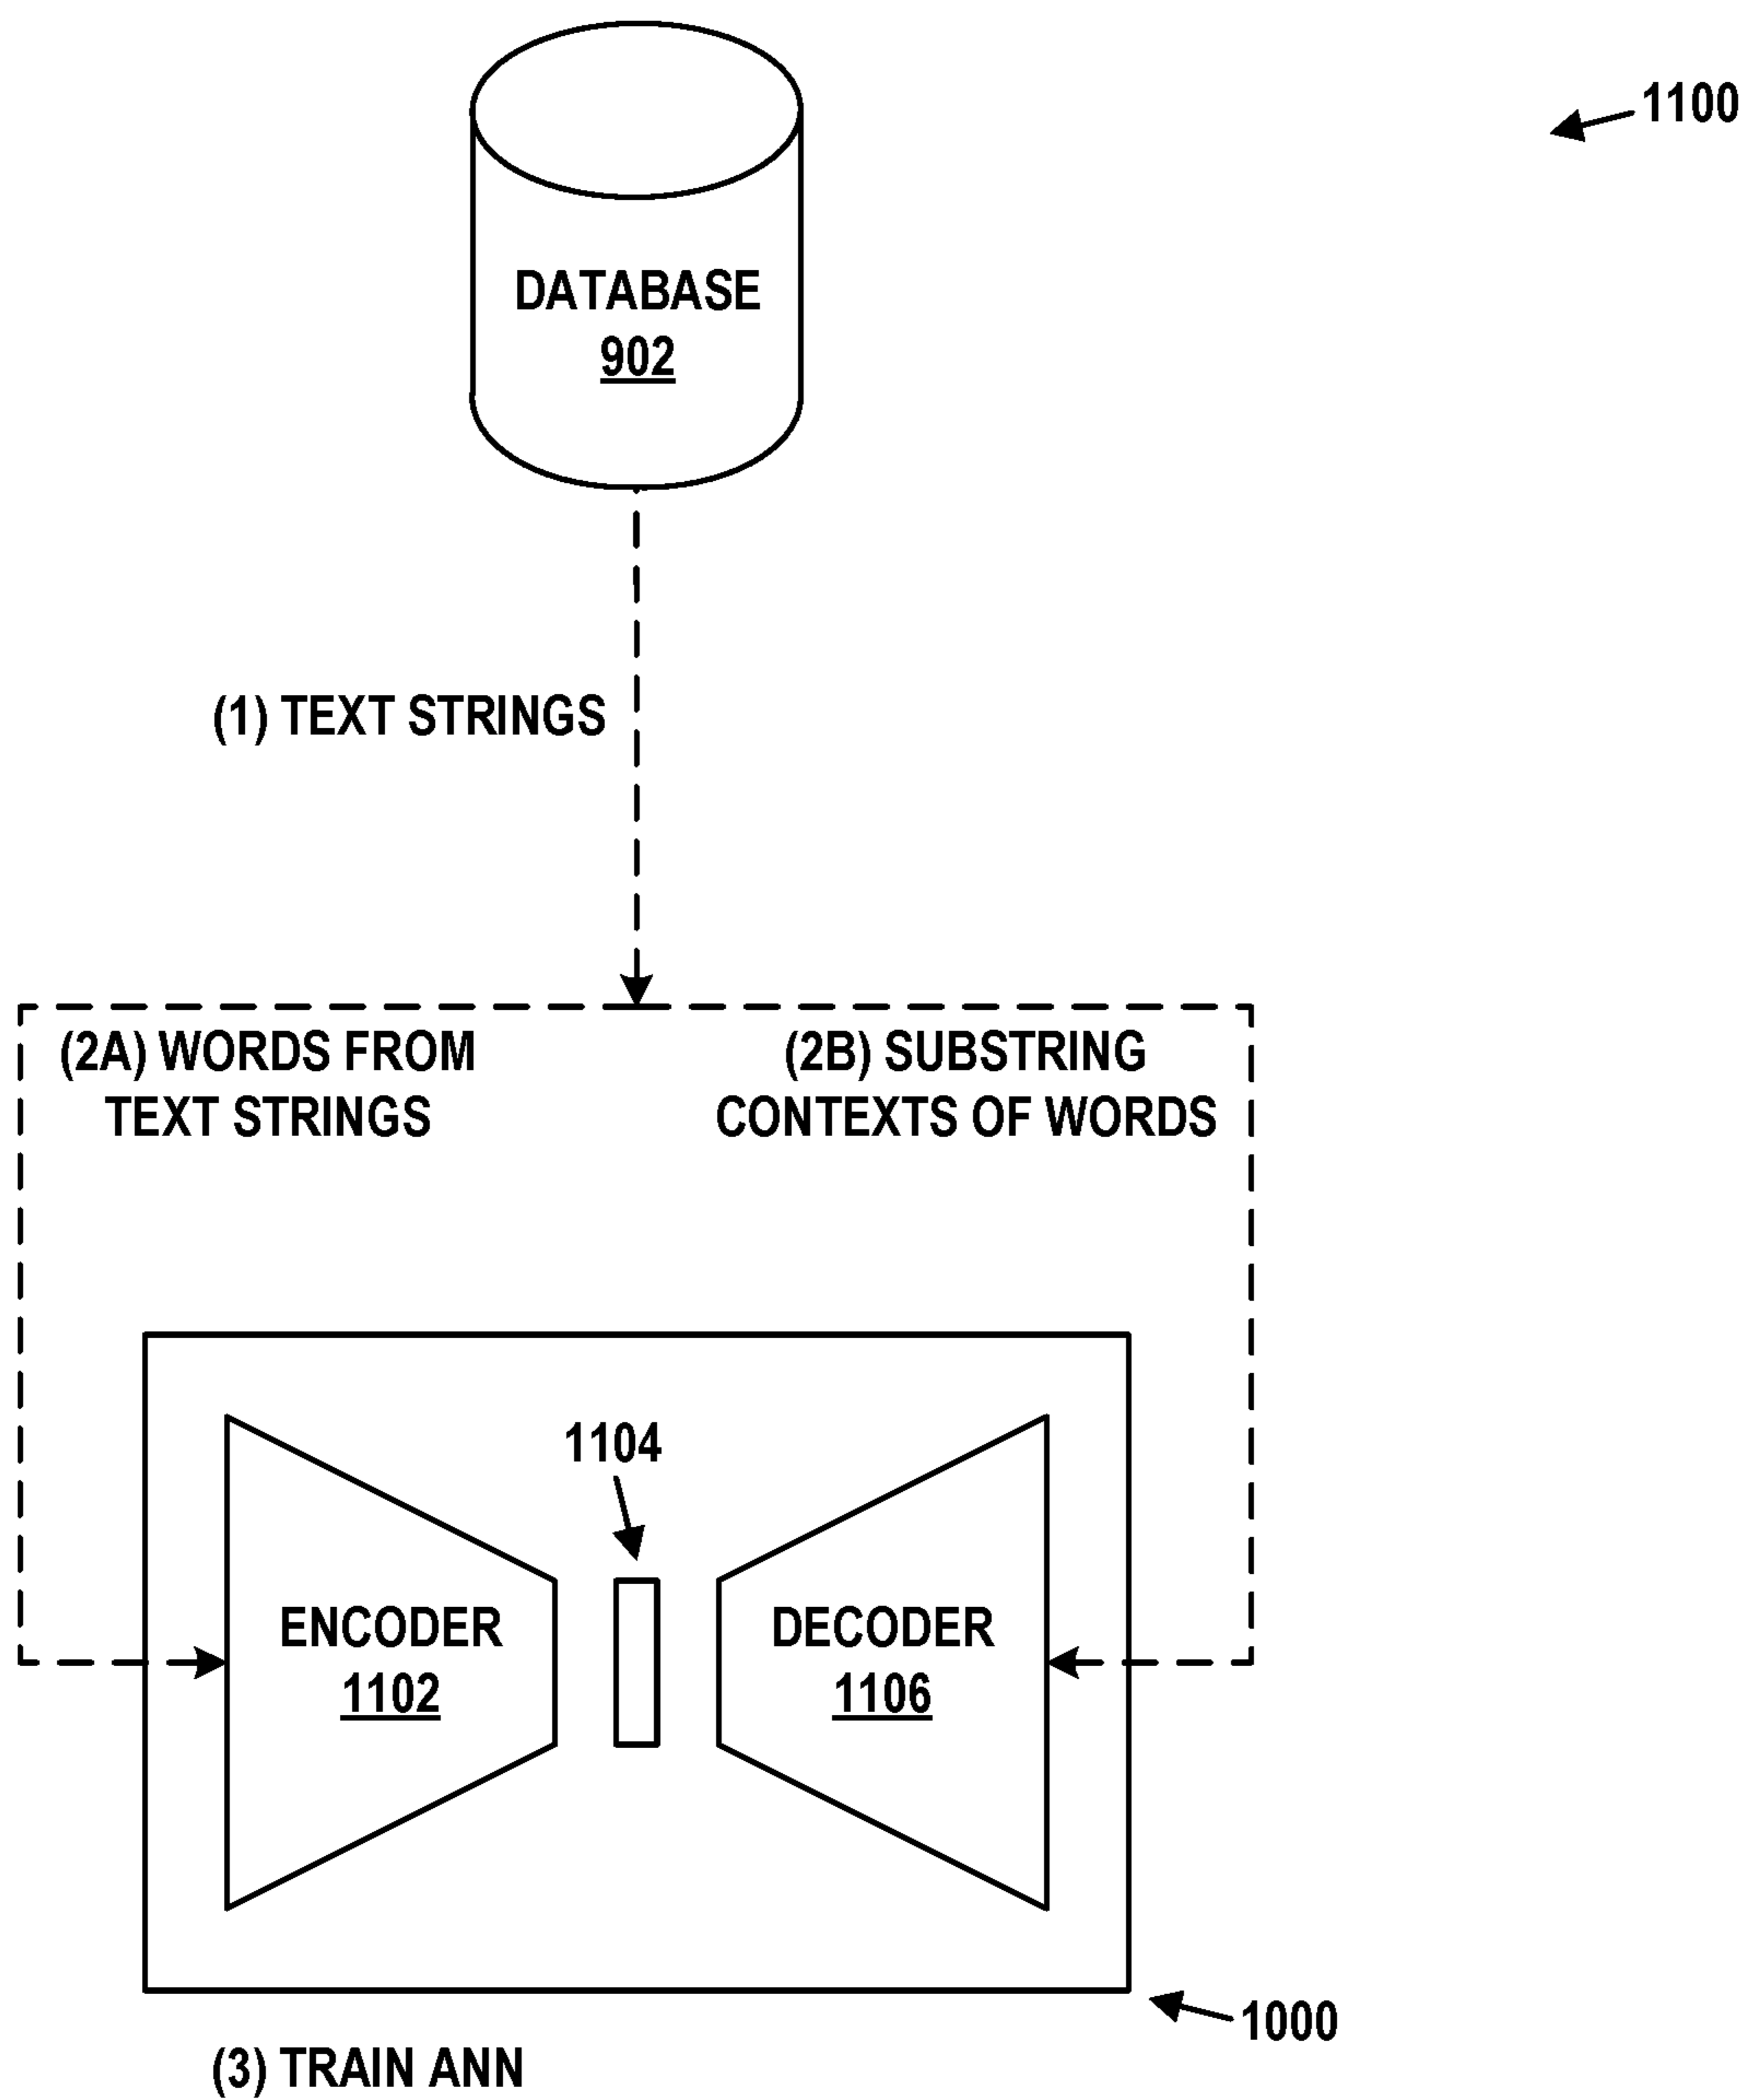 1100
DATABASE
902
(1) TEXT STRINGS
(2A) WORDS FROM
TEXT STRINGS
(2B) SUBSTRING
CONTEXTS OF WORDS
1104
ENCODER
1102
DECODER
1106
1000
(3) TRAIN ANN